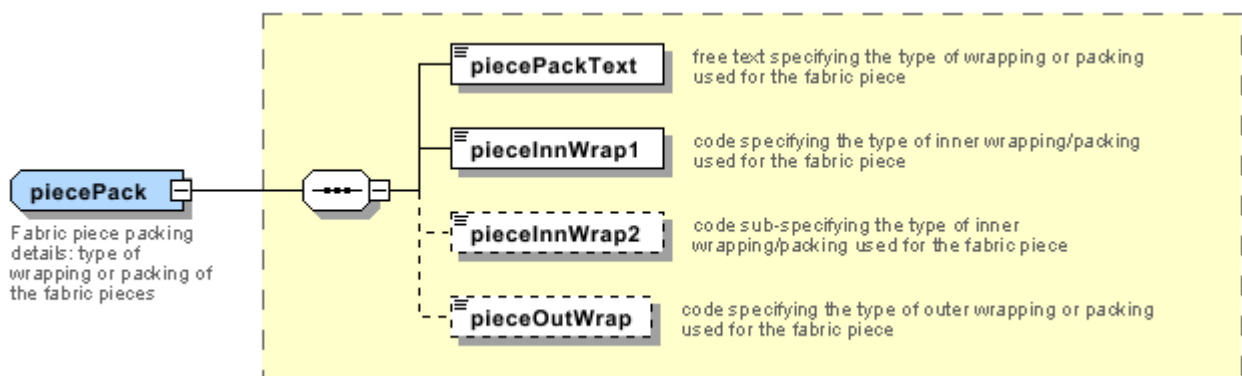 piecePackText
free text specifying the type of wrapping or packing
used for the fabric piece
pieceInnWrap1
code specifying the type of inner wrapping/packing
used for the fabric piece
piecePack
Fabric piece packing
details: type of
wrapping or packing of
the fabric pieces
pieceInnWrap2
code sub-specifying the type of inner
wrapping/packing used for the fabric piece
pieceOutWrap
code specifying the type of outer wrapping or packing
used for the fabric piece